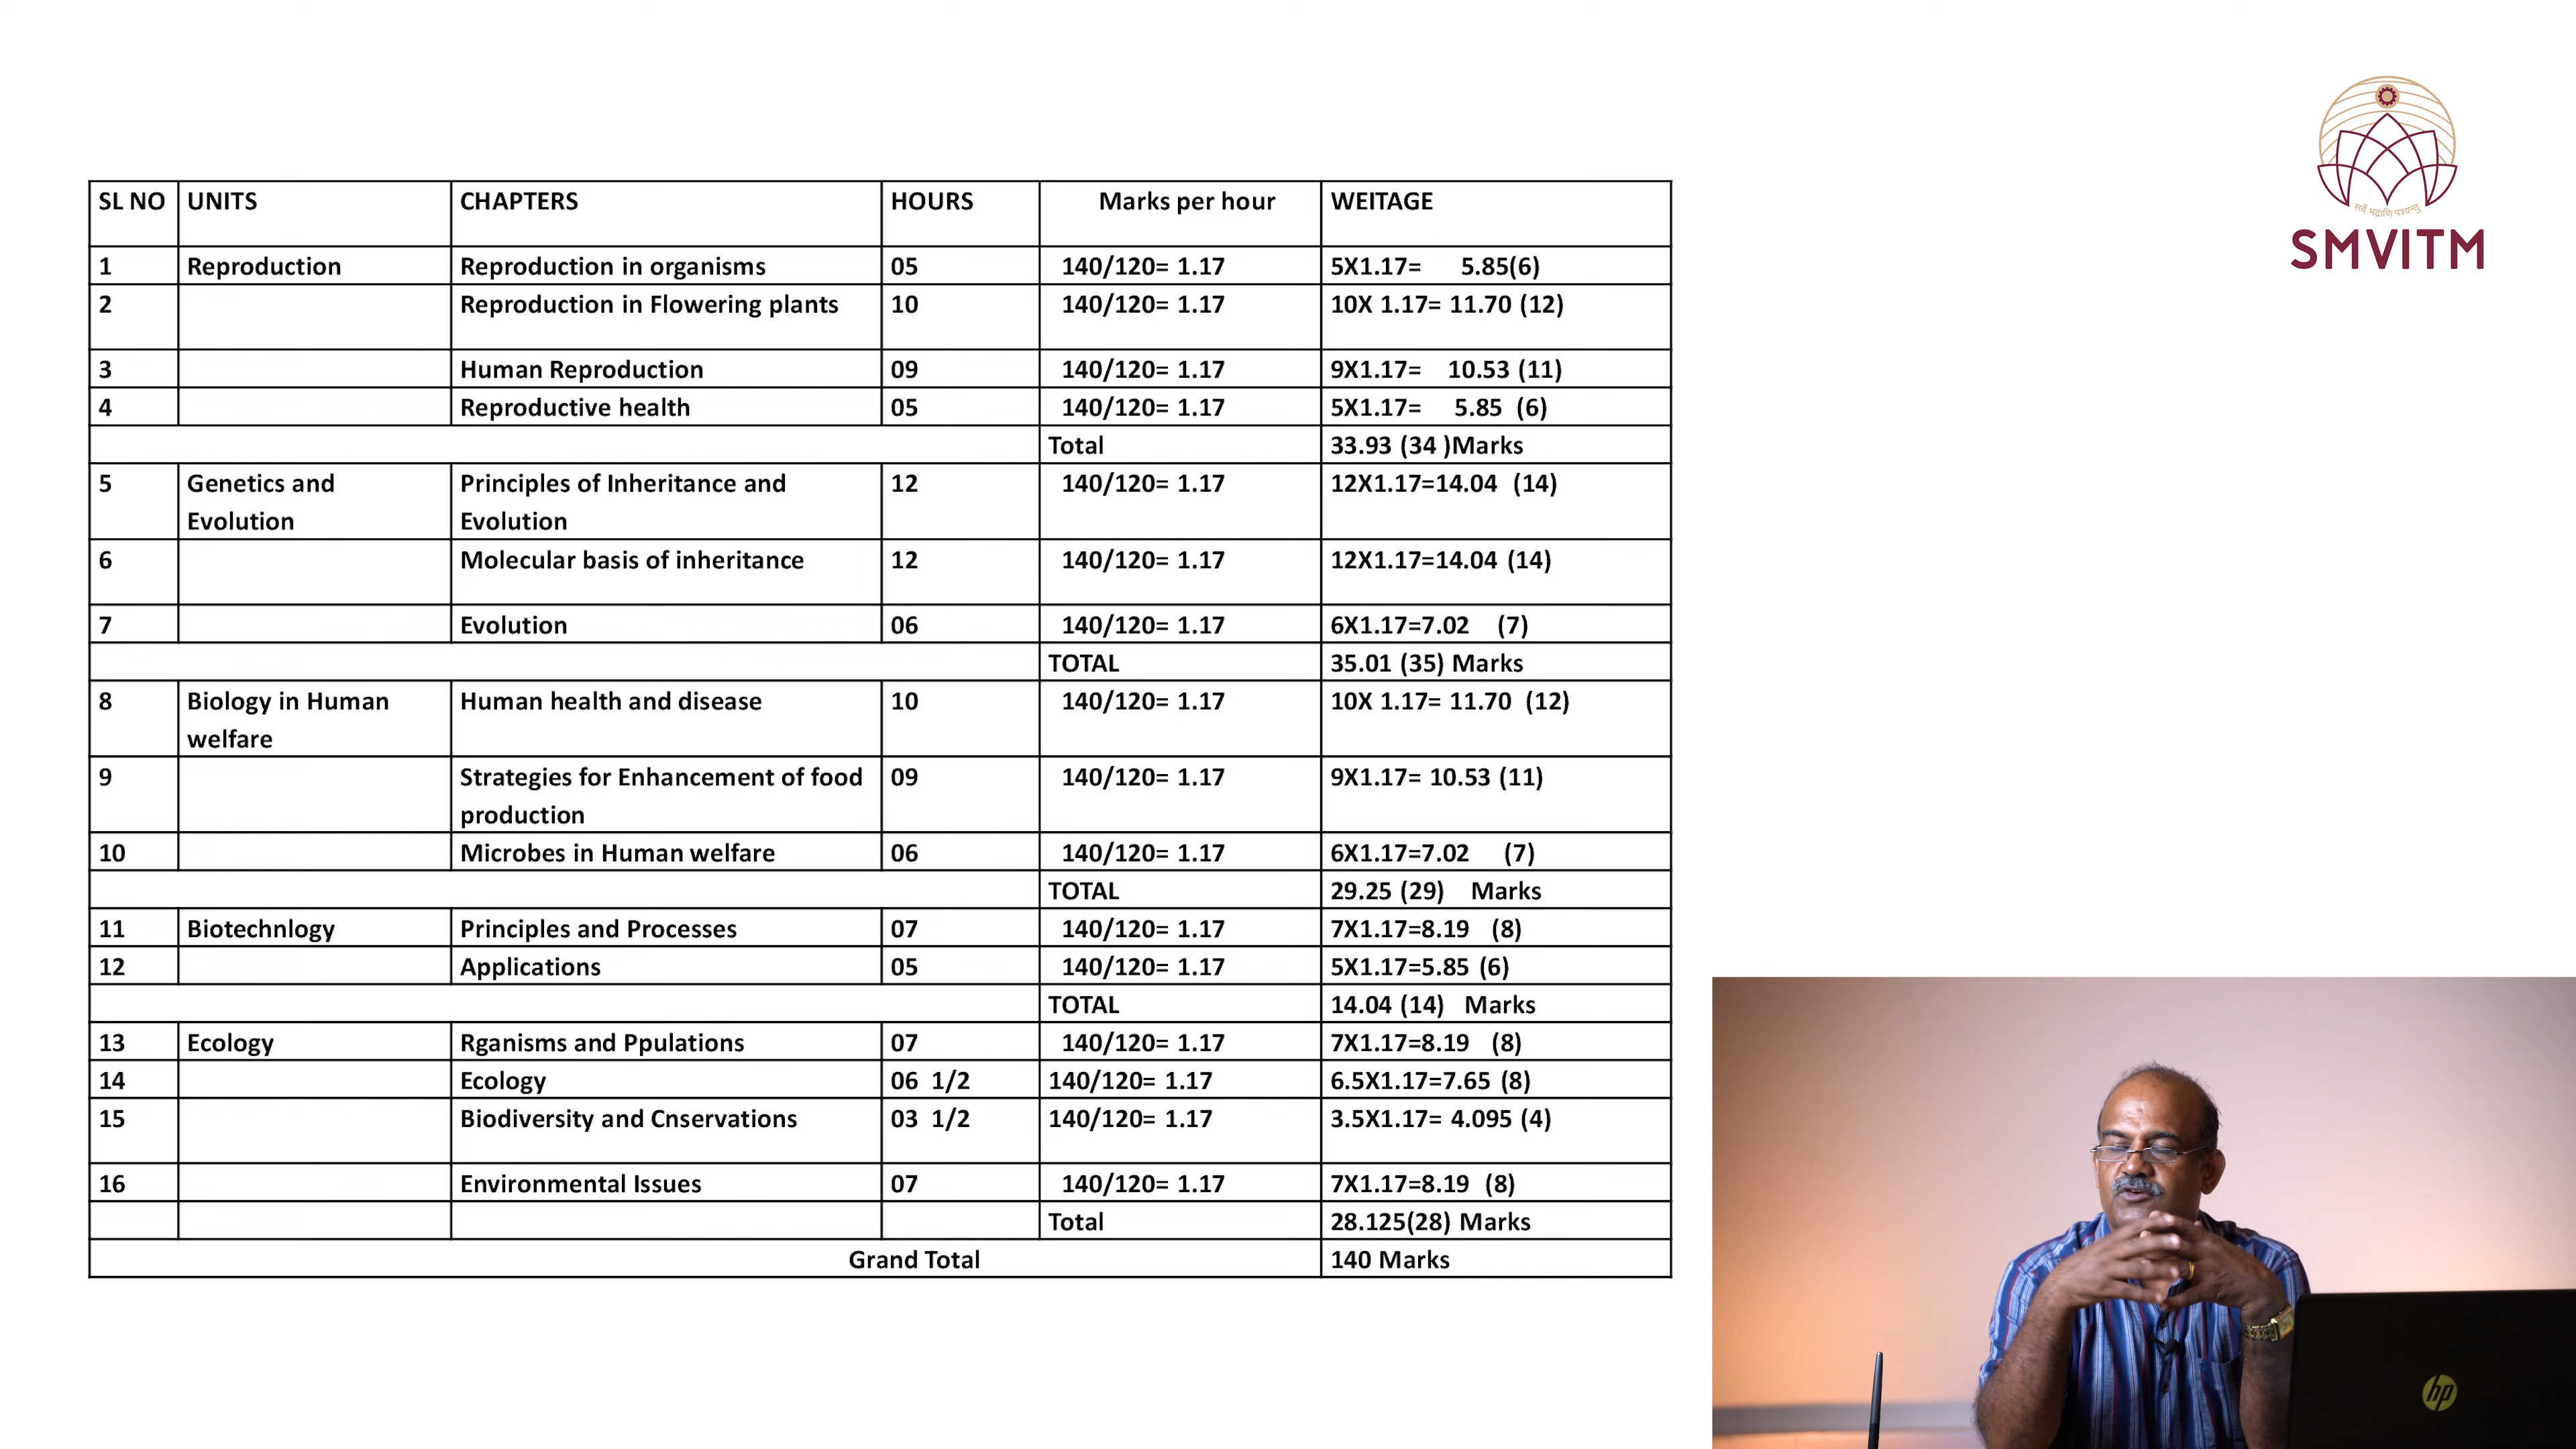 सर्वे भद्राणि पश्यन्तु
SMVITM
SL NO UNITS CHAPTERS HOURS Marks per hour WEITAGE
1 Reproduction Reproduction in organisms 05 140/120= 1.17 5X1.17= 5.85(6)
2 Reproduction in Flowering plants 10 140/120= 1.17 10X 1.17= 11.70 (12)
3 Human Reproduction 09 140/120= 1.17 9X1.17= 10.53 (11)
4 Reproductive health 05 140/120= 1.17 5X1.17= 5.85 (6)
Total 33.93 (34 )Marks
5 Genetics and Principles of Inheritance and 12 140/120= 1.17 12X1.17=14.04 (14)
Evolution Evolution
6 Molecular basis of inheritance 12 140/120= 1.17 12X1.17=14.04 (14)
7 Evolution 06 140/120= 1.17 6X1.17=7.02 (7)
TOTAL 35.01 (35) Marks
8 Biology in Human Human health and disease 10 140/120= 1.17 10X 1.17= 11.70 (12)
welfare
9 Strategies for Enhancement of food 09 140/120= 1.17 9X1.17= 10.53 (11)
production
10 Microbes in Human welfare 06 140/120= 1.17 6X1.17=7.02 (7)
TOTAL 29.25 (29) Marks
11 Biotechnlogy Principles and Processes 07 140/120= 1.17 7X1.17=8.19 (8)
12 Applications 05 140/120= 1.17 5X1.17=5.85 (6)
TOTAL 14.04 (14) Marks
13 Ecology Rganisms and Ppulations 07 140/120= 1.17 7X1.17=8.19 (8)
14 Ecology 06 1/2 140/120= 1.17 6.5X1.17=7.65 (8)
15 Biodiversity and Cnservations 03 1/2 140/120= 1.17 3.5X1.17= 4.095 (4)
16 Environmental Issues 07 140/120= 1.17 7X1.17=8.19 (8)
Total 28.125(28) Marks
Grand Total 140 Marks
hp